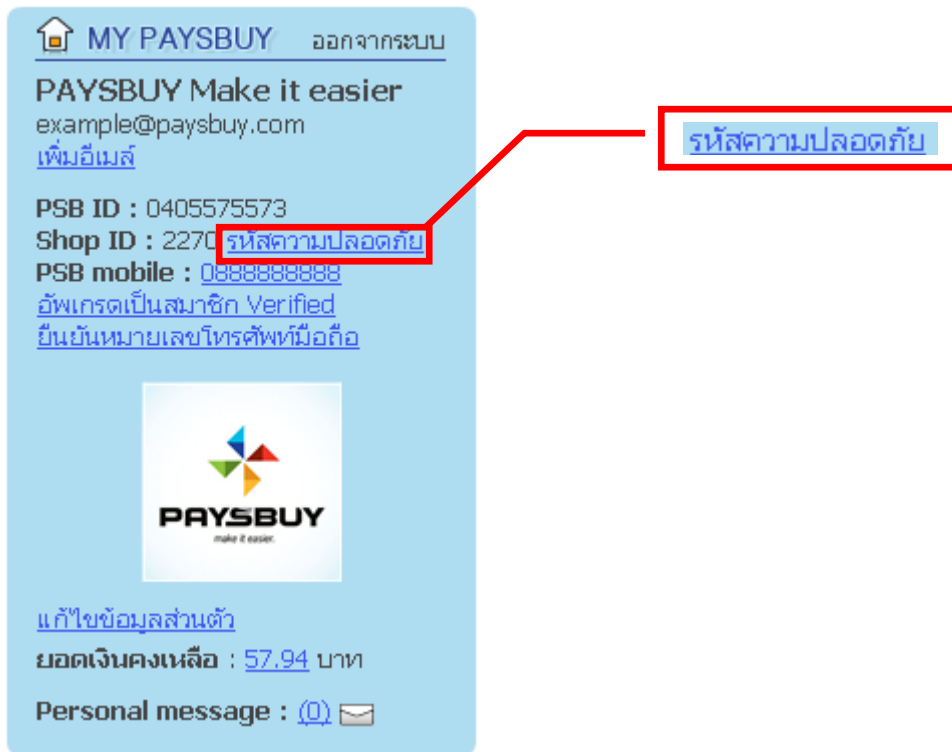 MY PAYSBUY ออกจากระบบ
PAYSBUY Make it easier
example@paysbuy.com
เพิ่มอีเมล์
รหัสความปลอดภัย
PSB ID : 0405575573
Shop ID : 2270 รหัสความปลอดภัย
PSB mobile : 0888888888
อัพเกรดเป็นสมาชิก Verified
ยืนยันหมายเลขโทรศัพท์มือถือ
PAYSBUY
make it easier.
แก้ไขข้อมูลส่วนตัว
ยอดเงินคงเหลือ : 57.94 บาท
Personal message : (0)